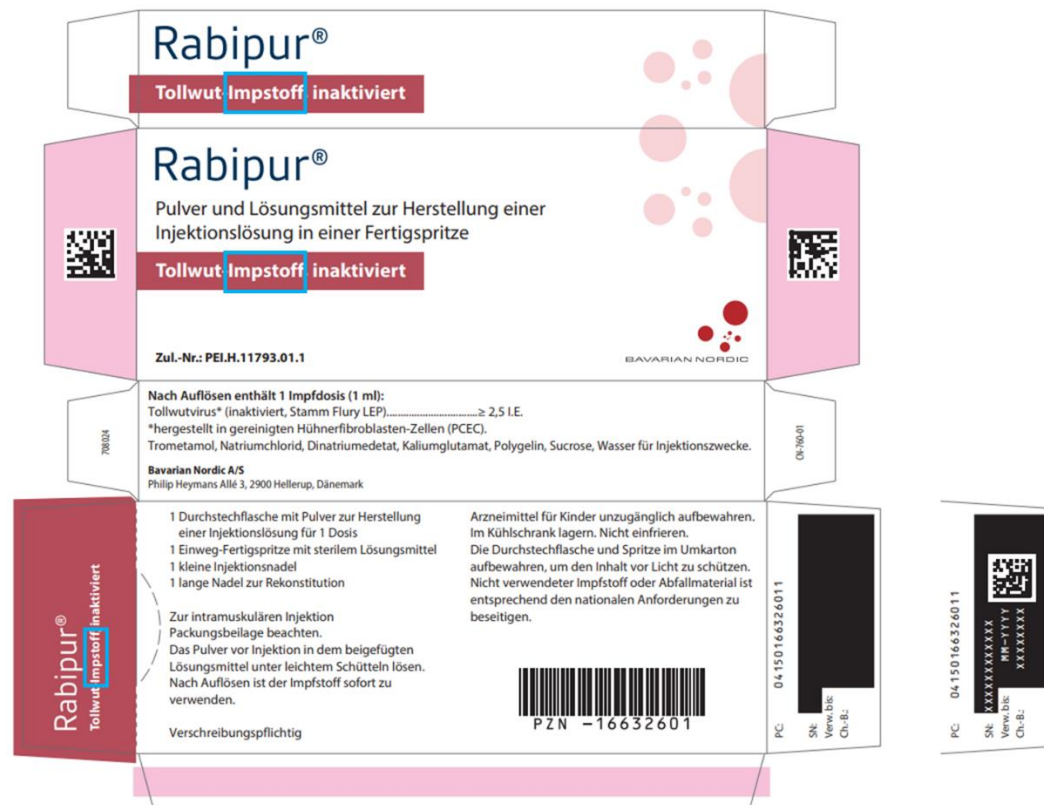 Rabipur®
Tollwut-Impstoff, inaktiviert
Rabipur®
Pulver und Lösungsmittel zur Herstellung einer
Injektionslösung in einer Fertigspritze
Tollwut-Impstoff, inaktiviert
Zul.-Nr.: PEI.H.11793.01.1
BAVARIAN NORDIC
708024
Nach Auflösen enthält 1 Impfdosis (1 ml):
Tollwutvirus* (inaktiviert, Stamm Flury LEP)................................≥ 2,5 I.E.
*hergestellt in gereinigten Hühnerfibroblasten-Zellen (PCEC).
Trometamol, Natriumchlorid, Dinatriumedetat, Kaliumglutamat, Polygelin, Sucrose, Wasser für Injektionszwecke.
Bavarian Nordic A/S
Philip Heymans Allé 3, 2900 Hellerup, Dänemark
CN-760-01
Rabipur®
Tollwut-Impstoff, inaktiviert
1 Durchstechflasche mit Pulver zur Herstellung
einer Injektionslösung für 1 Dosis
1 Einweg-Fertigspritze mit sterilem Lösungsmittel
1 kleine Injektionsnadel
1 lange Nadel zur Rekonstitution
Zur intramuskulären Injektion
Packungsbeilage beachten.
Das Pulver vor Injektion in dem beigefügten
Lösungsmittel unter leichtem Schütteln lösen.
Nach Auflösen ist der Impfstoff sofort zu
verwenden.
Verschreibungspflichtig
Arzneimittel für Kinder unzugänglich aufbewahren.
Im Kühlschrank lagern. Nicht einfrieren.
Die Durchstechflasche und Spritze im Umkarton
aufbewahren, um den Inhalt vor Licht zu schützen.
Nicht verwendeter Impfstoff oder Abfallmaterial ist
entsprechend den nationalen Anforderungen zu
beseitigen.
PZN -16632601
PC: 04150166326011
SN:
Verw. bis:
Ch.-B.:
PC: 04150166326011
SN: XXXXXXXXXXXX
Verw. bis: MM-YYYY
Ch.-B.: XXXXXXXX